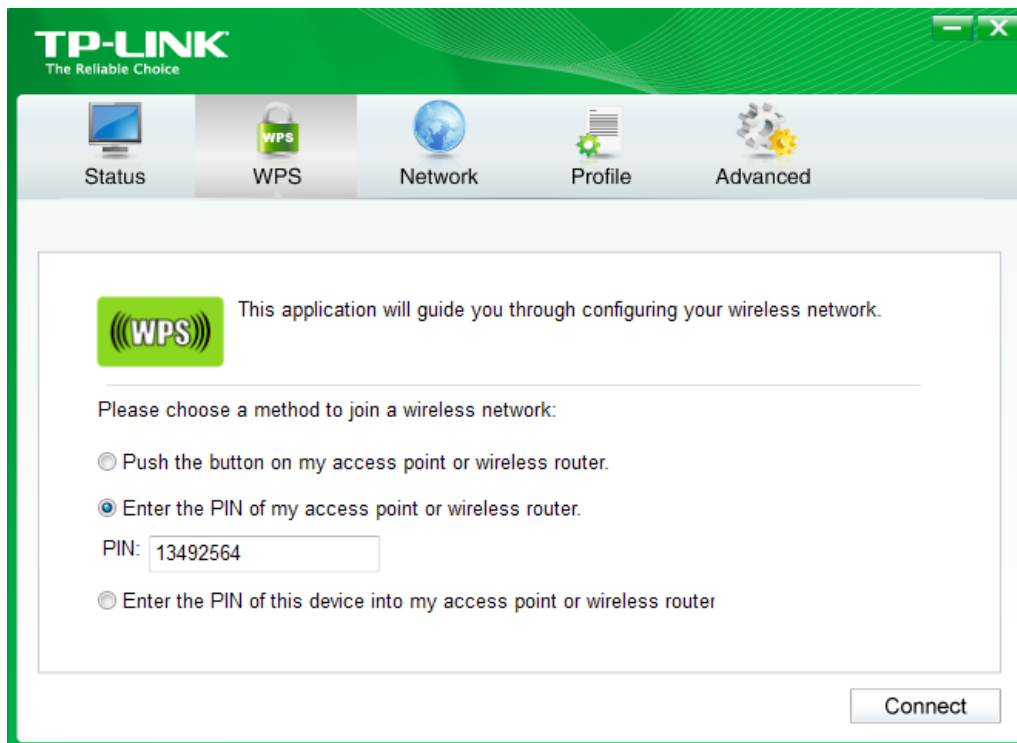 TP-LINK
The Reliable Choice
Status WPS Network Profile Advanced
WPS
(((WPS)))
This application will guide you through configuring your wireless network.
Please choose a method to join a wireless network:
Push the button on my access point or wireless router.
Enter the PIN of my access point or wireless router.
PIN: 13492564
Enter the PIN of this device into my access point or wireless router
Connect